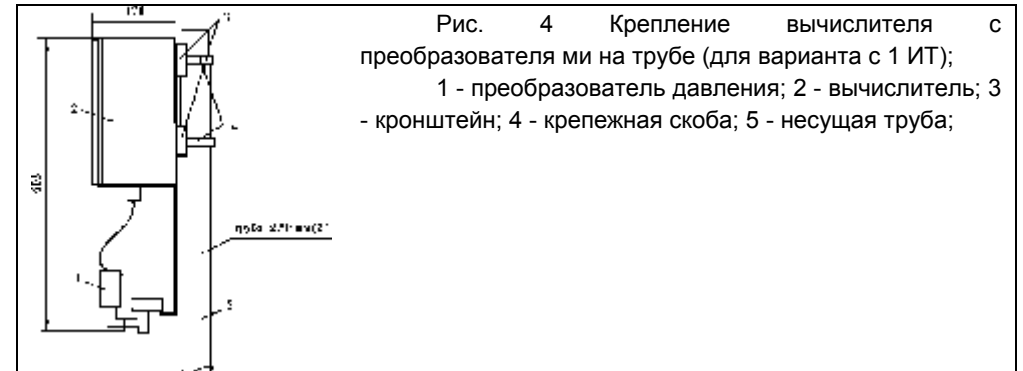 Рис. 4 Крепление вычислителя с
преобразователя ми на трубе (для варианта с 1 ИТ);
1 - преобразователь давления; 2 - вычислитель; 3
- кронштейн; 4 - крепежная скоба; 5 - несущая труба;
2
1